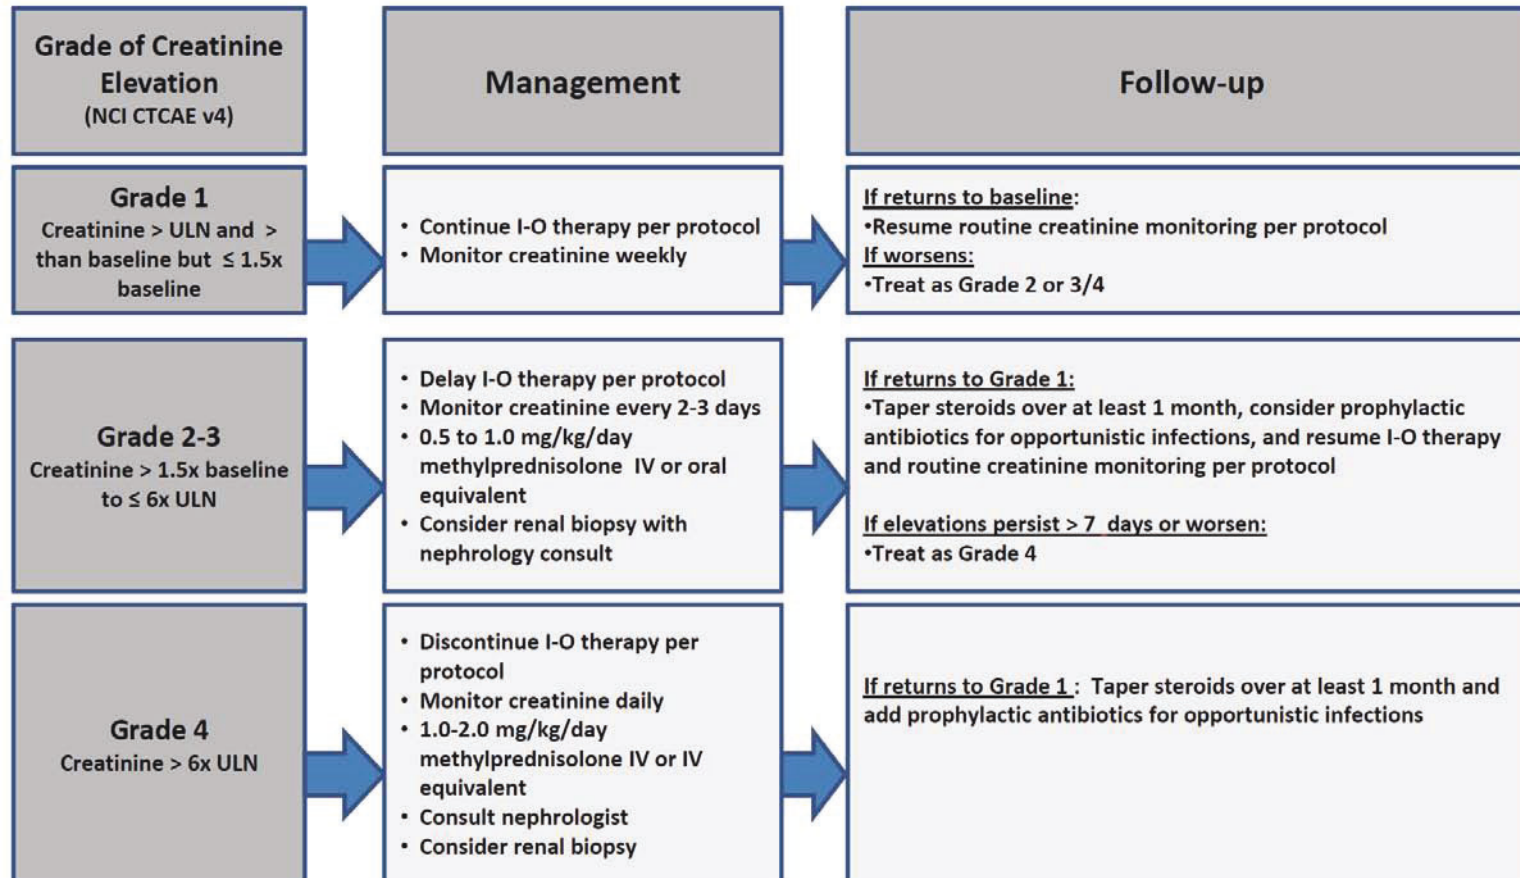 Grade of Creatinine
Elevation
(NCI CTCAE v4)
Management
Follow-up
Grade 1
Creatinine > ULN and >
than baseline but ≤ 1.5x
baseline
• Continue I-O therapy per protocol
• Monitor creatinine weekly
If returns to baseline:
•Resume routine creatinine monitoring per protocol
If worsens:
•Treat as Grade 2 or 3/4
Grade 2-3
Creatinine > 1.5x baseline
to ≤ 6x ULN
• Delay I-O therapy per protocol
• Monitor creatinine every 2-3 days
• 0.5 to 1.0 mg/kg/day
methylprednisolone IV or oral
equivalent
• Consider renal biopsy with
nephrology consult
If returns to Grade 1:
•Taper steroids over at least 1 month, consider prophylactic
antibiotics for opportunistic infections, and resume I-O therapy
and routine creatinine monitoring per protocol
If elevations persist > 7 days or worsen:
•Treat as Grade 4
Grade 4
Creatinine > 6x ULN
• Discontinue I-O therapy per
protocol
• Monitor creatinine daily
• 1.0-2.0 mg/kg/day
methylprednisolone IV or IV
equivalent
• Consult nephrologist
• Consider renal biopsy
If returns to Grade 1 : Taper steroids over at least 1 month and
add prophylactic antibiotics for opportunistic infections